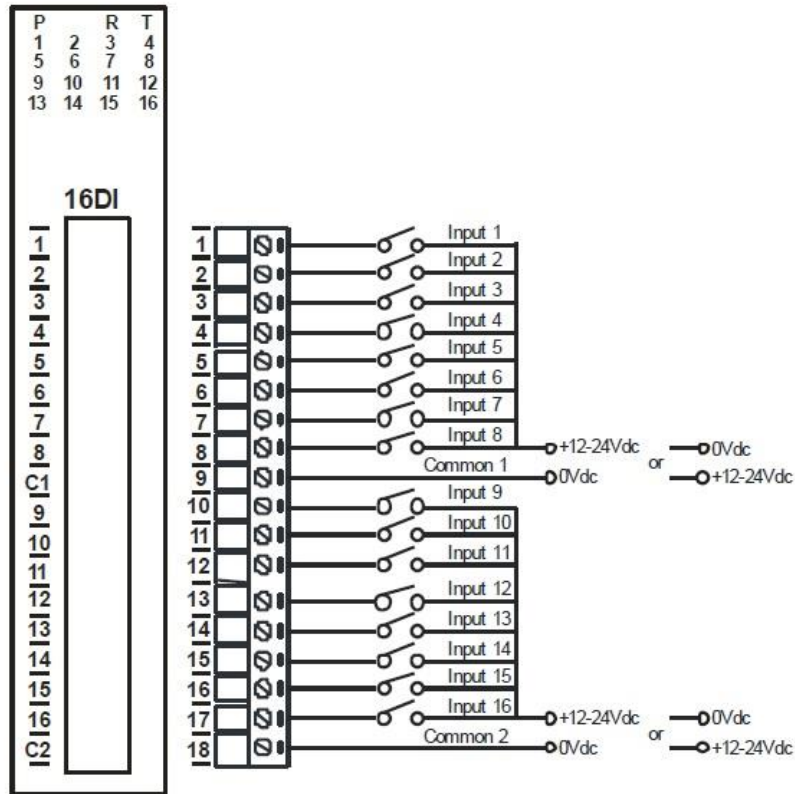 P R T
1 2 3 4
5 6 7 8
9 10 11 12
13 14 15 16
16DI
1
2
3
4
5
6
7
8
C1
9
10
11
12
13
14
15
16
C2
1
2
3
4
5
6
7
8
9
10
11
12
13
14
15
16
17
18
Input 1
Input 2
Input 3
Input 4
Input 5
Input 6
Input 7
Input 8
+12-24Vdc or 0Vdc
Common 1 0Vdc +12-24Vdc
Input 9
Input 10
Input 11
Input 12
Input 13
Input 14
Input 15
Input 16
+12-24Vdc or 0Vdc
Common 2 0Vdc +12-24Vdc